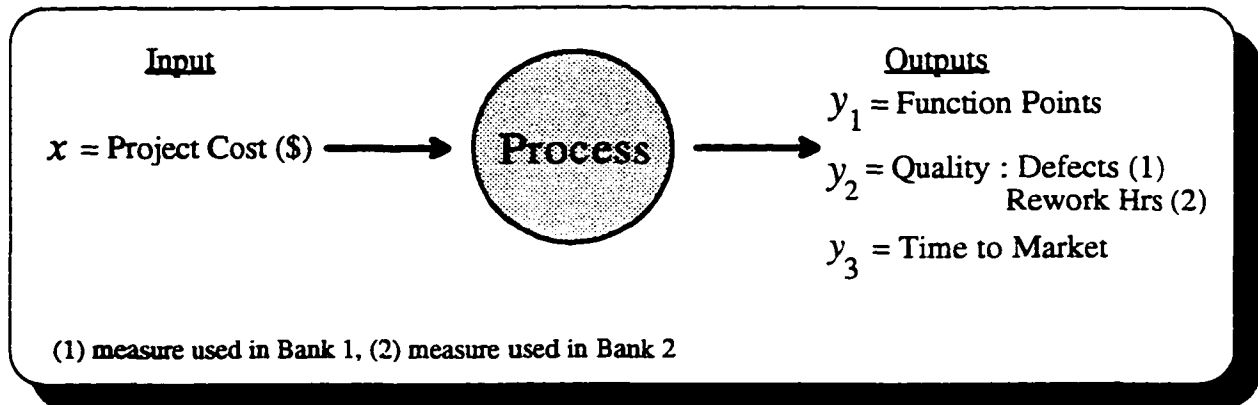 Input
x = Project Cost ($)
Process
Outputs
y1 = Function Points
y2 = Quality : Defects (1)
Rework Hrs (2)
y3 = Time to Market
(1) measure used in Bank 1, (2) measure used in Bank 2